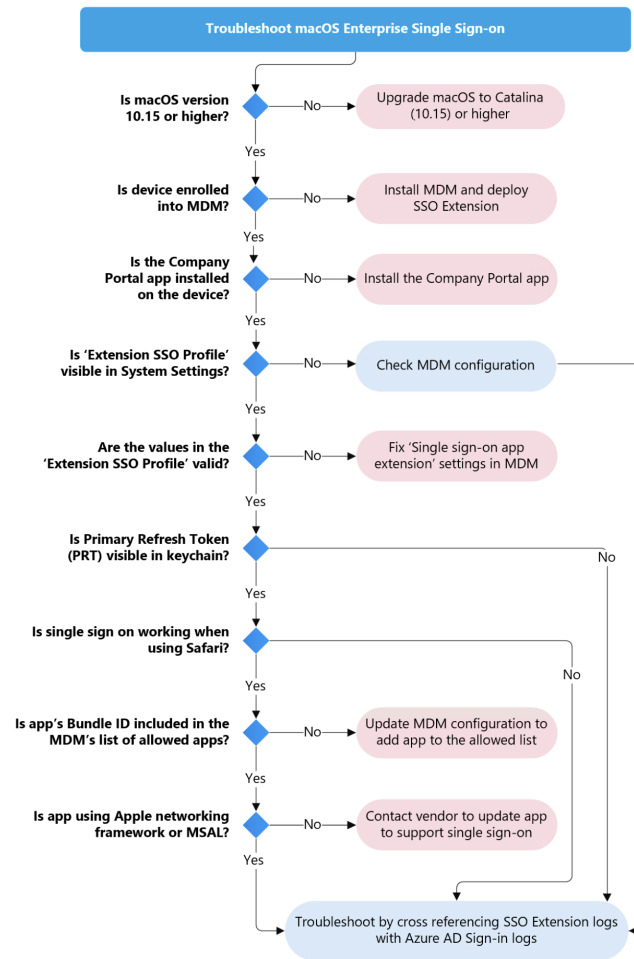 Troubleshoot macOS Enterprise Single Sign-on
Is macOS version
10.15 or higher?
No
Upgrade macOS to Catalina
(10.15) or higher
Yes
Is device enrolled
into MDM?
No
Install MDM and deploy
SSO Extension
Yes
Is the Company
Portal app installed
on the device?
No
Install the Company Portal app
Yes
Is ‘Extension SSO Profile’
visible in System Settings?
No
Check MDM configuration
Yes
Are the values in the
‘Extension SSO Profile’ valid?
No
Fix ‘Single sign-on app
extension’ settings in MDM
Yes
Is Primary Refresh Token
(PRT) visible in keychain?
No
Yes
Is single sign on working when
using Safari?
No
Yes
Is app’s Bundle ID included in the
MDM’s list of allowed apps?
No
Update MDM configuration to
add app to the allowed list
Yes
Is app using Apple networking
framework or MSAL?
No
Contact vendor to update app
to support single sign-on
Yes
Troubleshoot by cross referencing SSO Extension logs
with Azure AD Sign-in logs